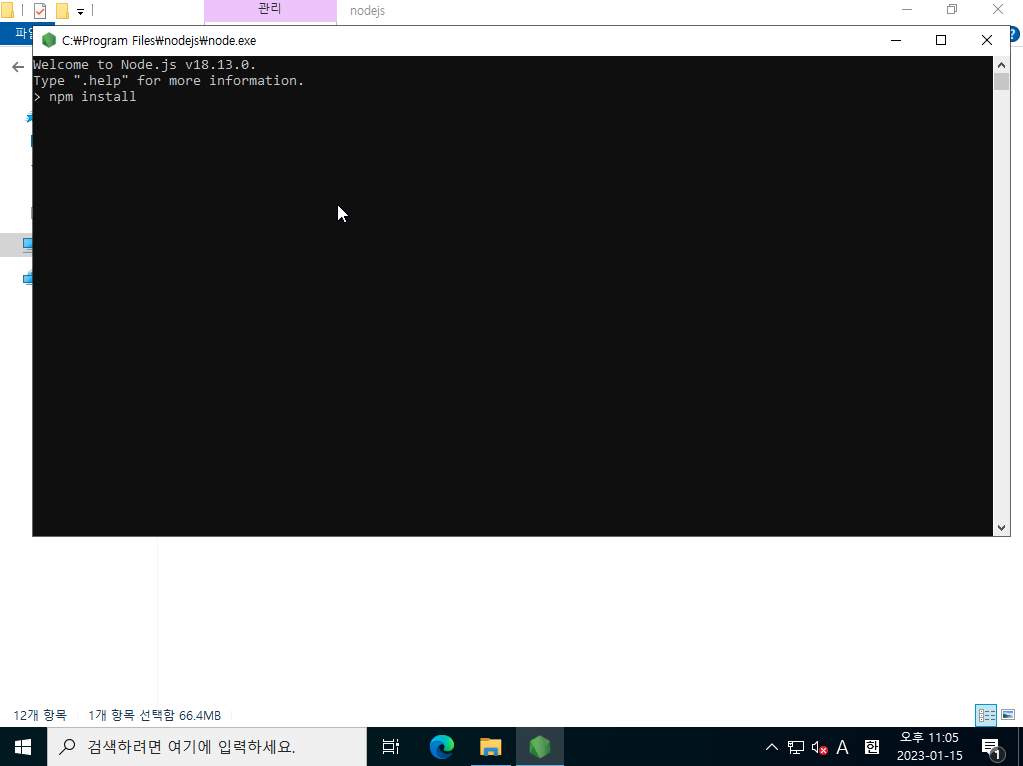 관리
nodejs
파일
C:₩Program Files₩nodejs₩node.exe
Welcome to Node.js v18.13.0.
Type ".help" for more information.
> npm install
12개 항목
1개 항목 선택함 66.4MB
검색하려면 여기에 입력하세요.
A
한
오후 11:05
2023-01-15
1